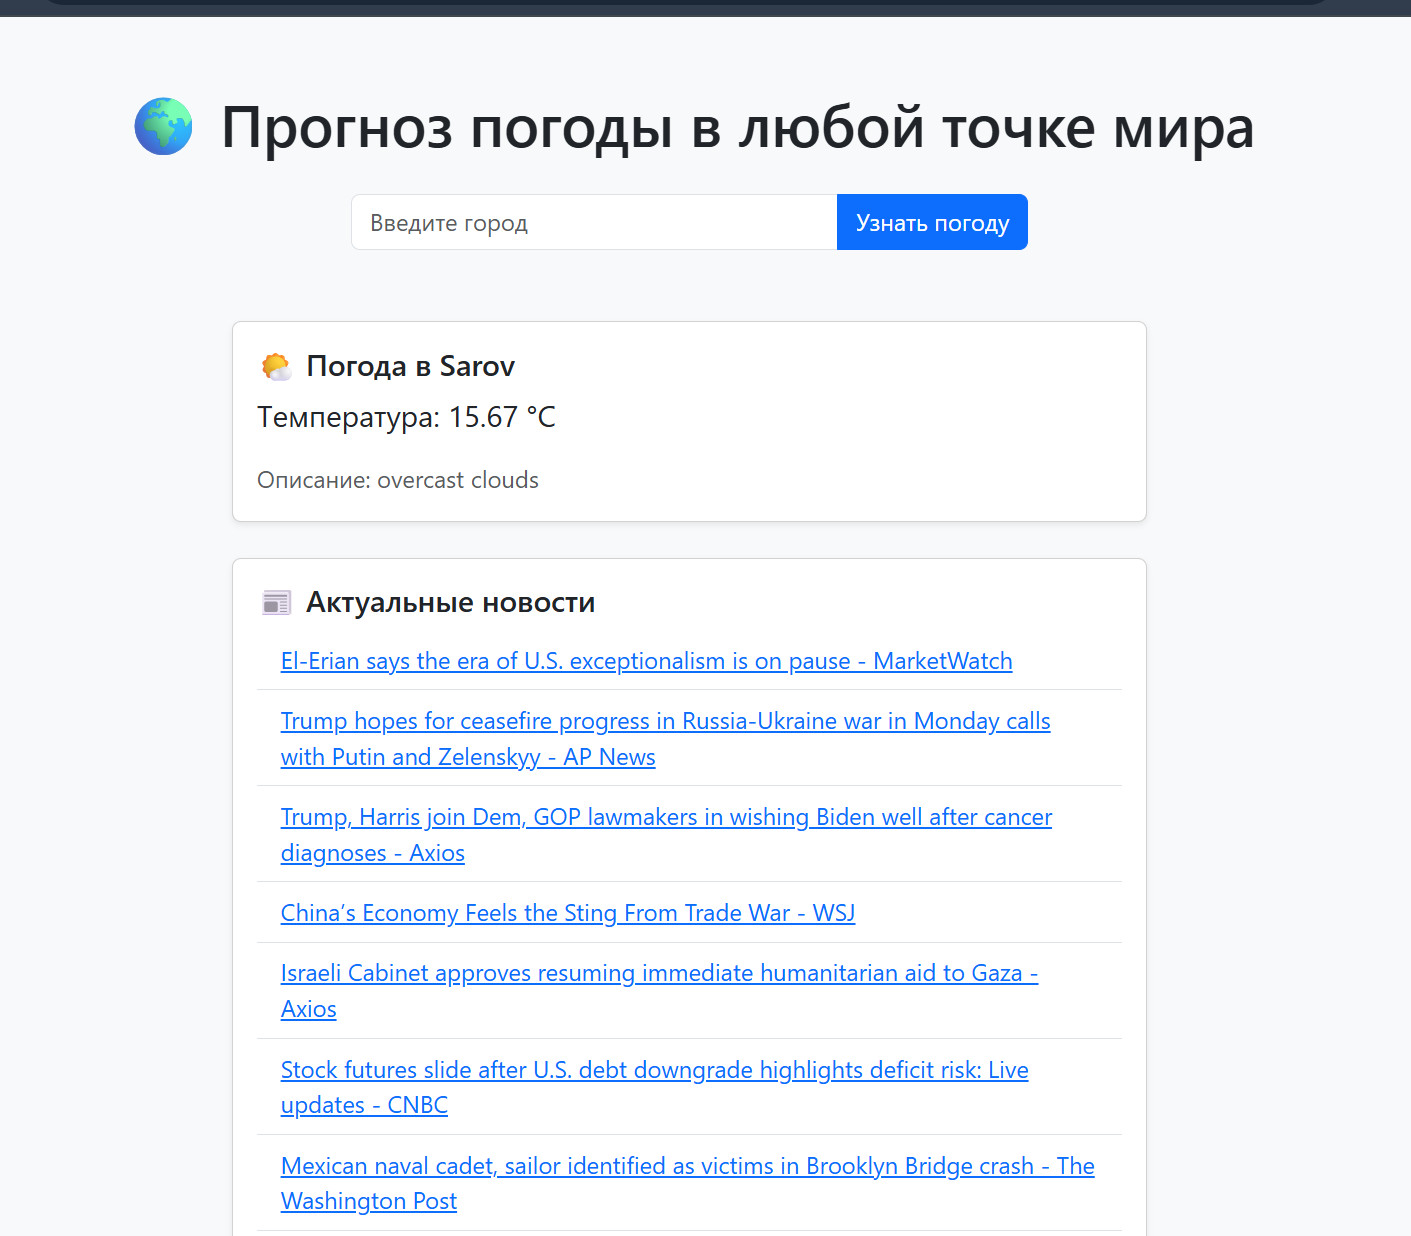 Прогноз погоды в любой точке мира
Введите город
Узнать погоду
Погода в Sarov
Температура: 15.67 °C
Описание: overcast clouds
Актуальные новости
El-Erian says the era of U.S. exceptionalism is on pause - MarketWatch
Trump hopes for ceasefire progress in Russia-Ukraine war in Monday calls
with Putin and Zelenskyy - AP News
Trump, Harris join Dem, GOP lawmakers in wishing Biden well after cancer
diagnoses - Axios
China’s Economy Feels the Sting From Trade War - WSJ
Israeli Cabinet approves resuming immediate humanitarian aid to Gaza -
Axios
Stock futures slide after U.S. debt downgrade highlights deficit risk: Live
updates - CNBC
Mexican naval cadet, sailor identified as victims in Brooklyn Bridge crash - The
Washington Post